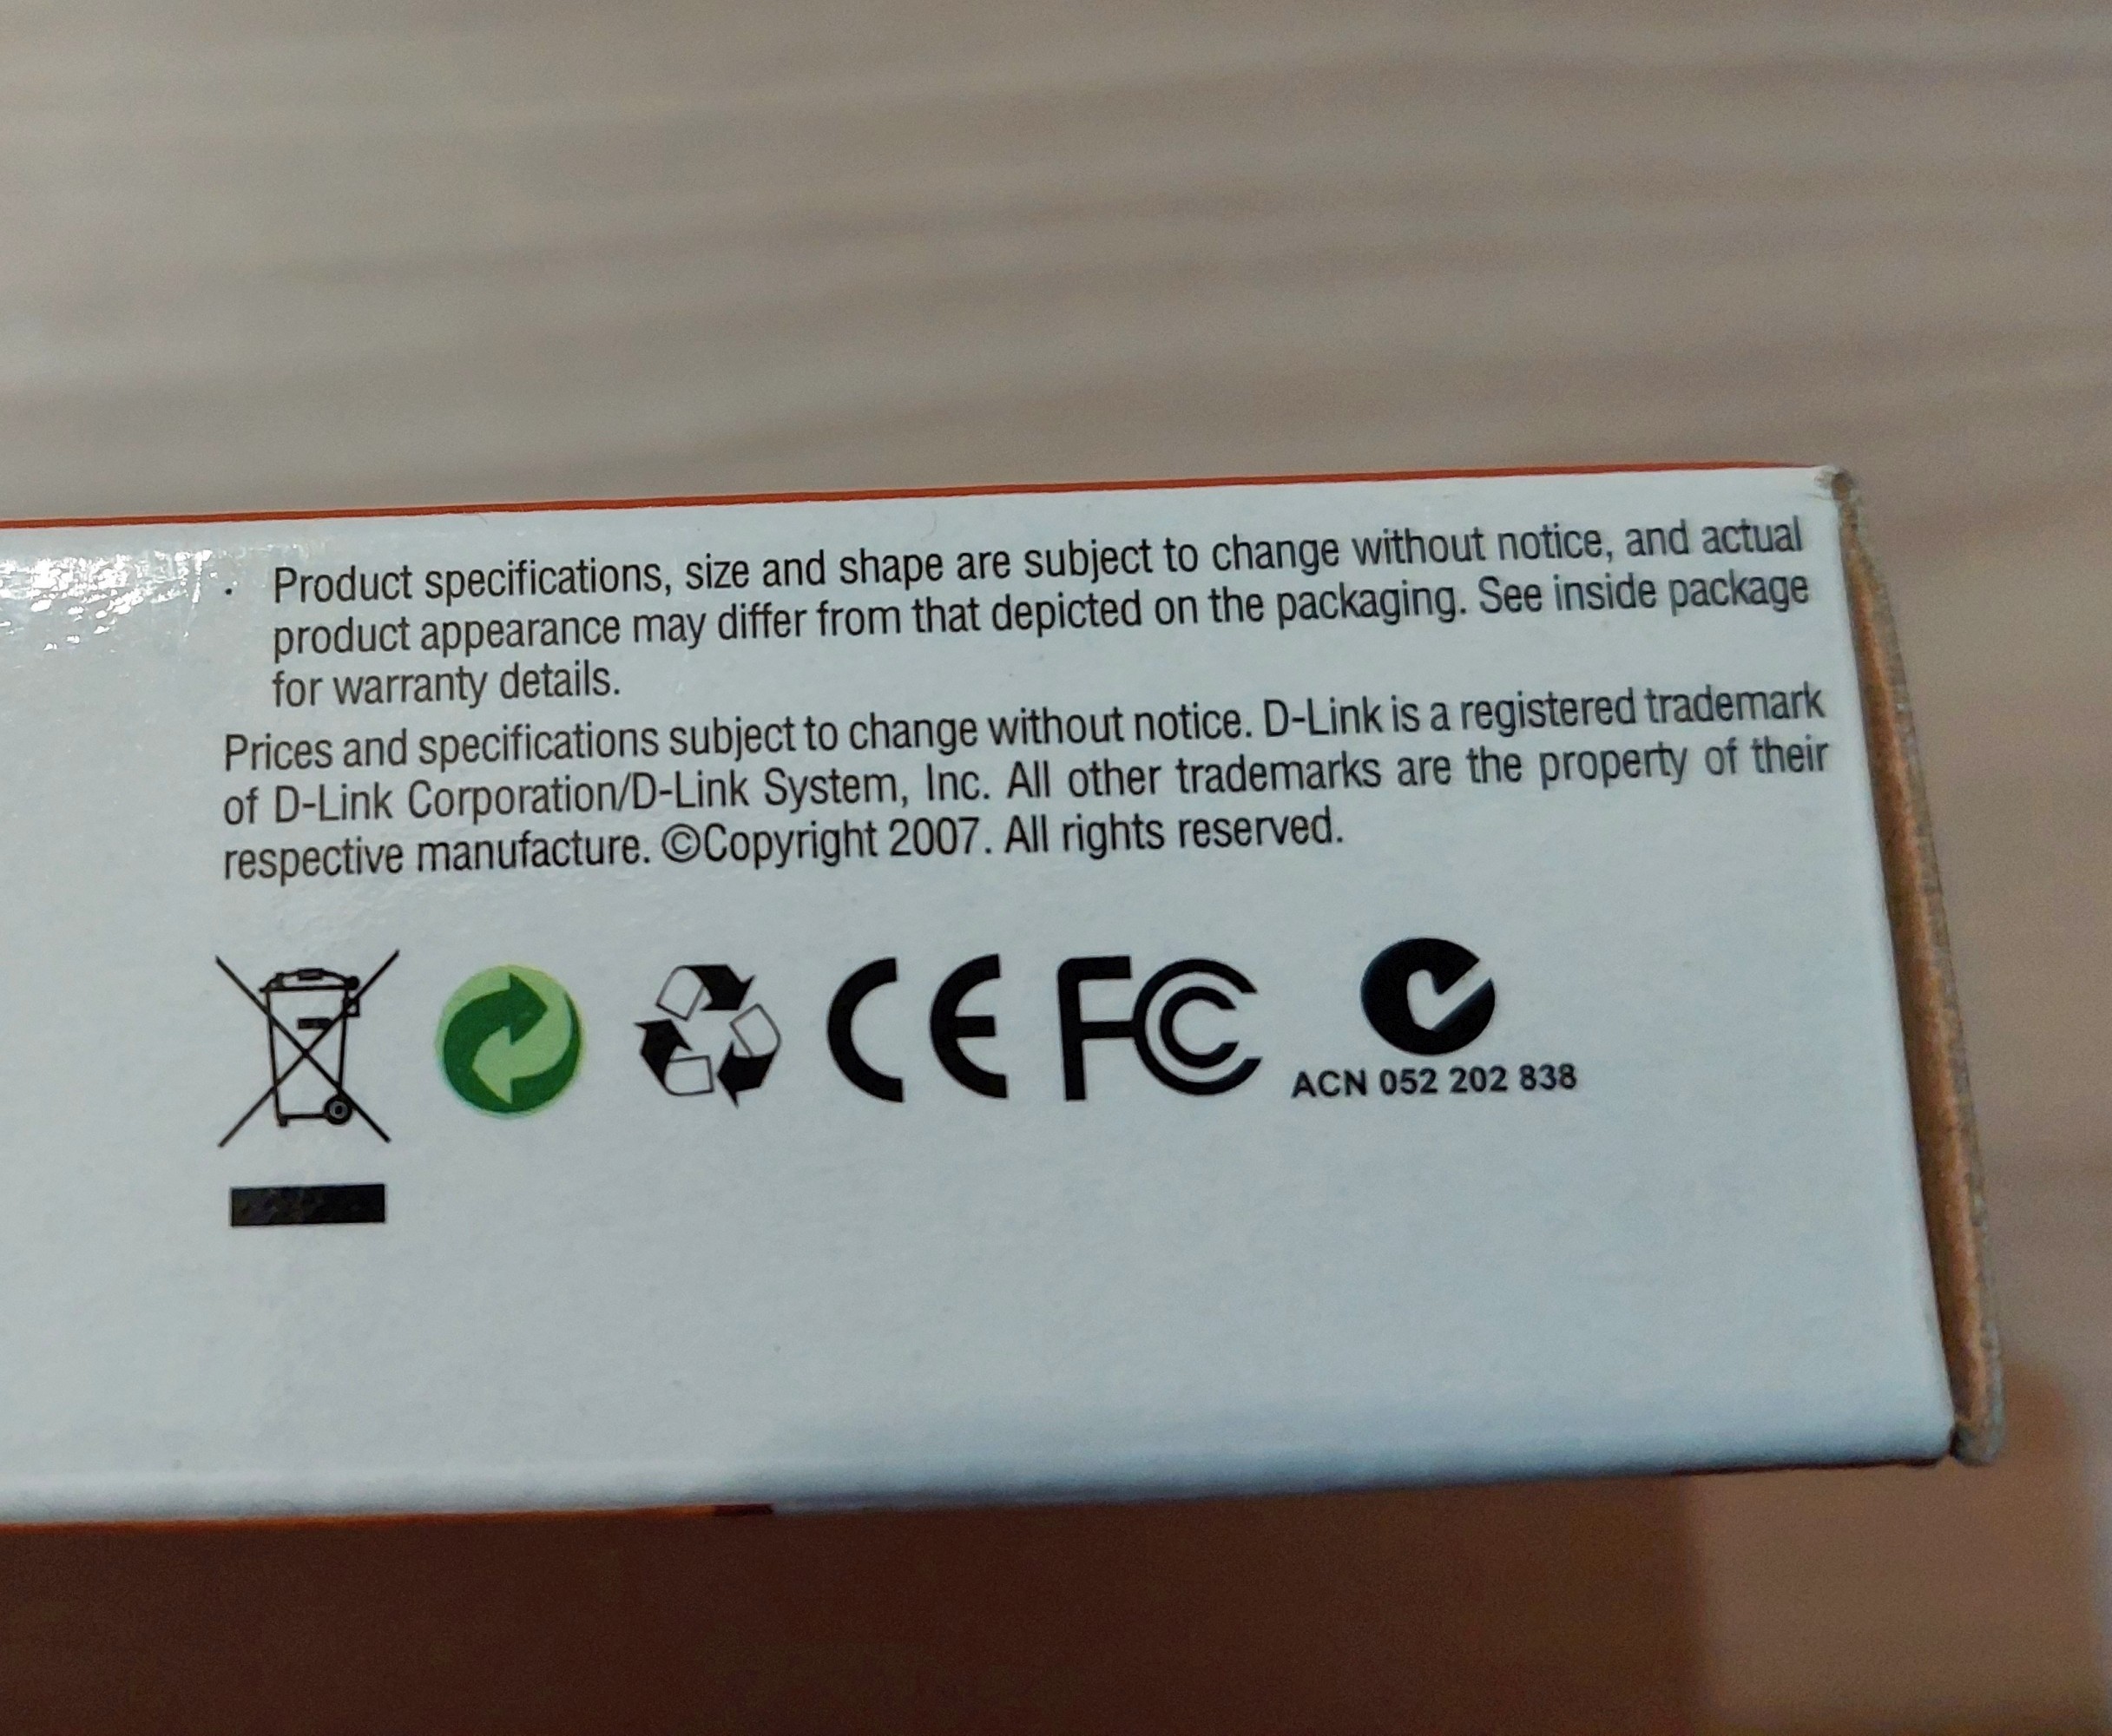 · Product specifications, size and shape are subject to change without notice, and actual
product appearance may differ from that depicted on the packaging. See inside package
for warranty details.
Prices and specifications subject to change without notice. D-Link is a registered trademark
of D-Link Corporation/D-Link System, Inc. All other trademarks are the property of their
respective manufacture. ©Copyright 2007. All rights reserved.
CE FC
ACN 052 202 838